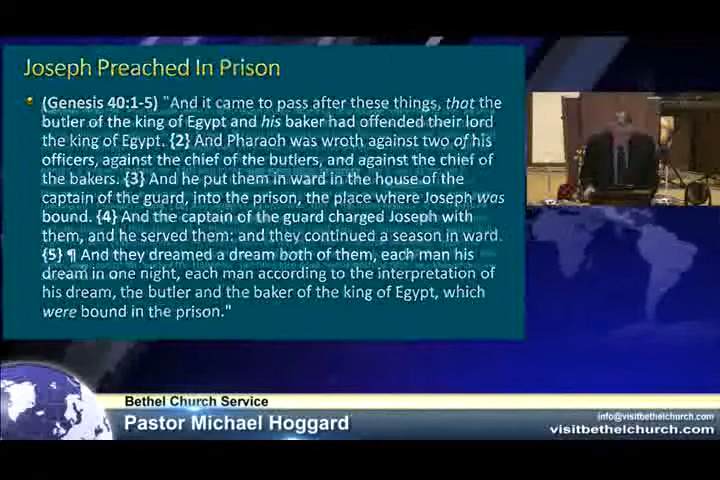 Joseph Preached In Prison
(Genesis 40:1-5) "And it came to pass after these things, that the
butler of the king of Egypt and his baker had offended their lord
the king of Egypt. {2} And Pharaoh was wroth against two of his
officers, against the chief of the butlers, and against the chief of
the bakers. {3} And he put them in ward in the house of the
captain of the guard, into the prison, the place where Joseph was
bound. {4} And the captain of the guard charged Joseph with
them, and he served them: and they continued a season in ward.
{5} ¶ And they dreamed a dream both of them, each man his
dream in one night, each man according to the interpretation of
his dream, the butler and the baker of the king of Egypt, which
were bound in the prison."
Bethel Church Service
Pastor Michael Hoggard
info@visitbethelchurch.com
visitbethelchurch.com